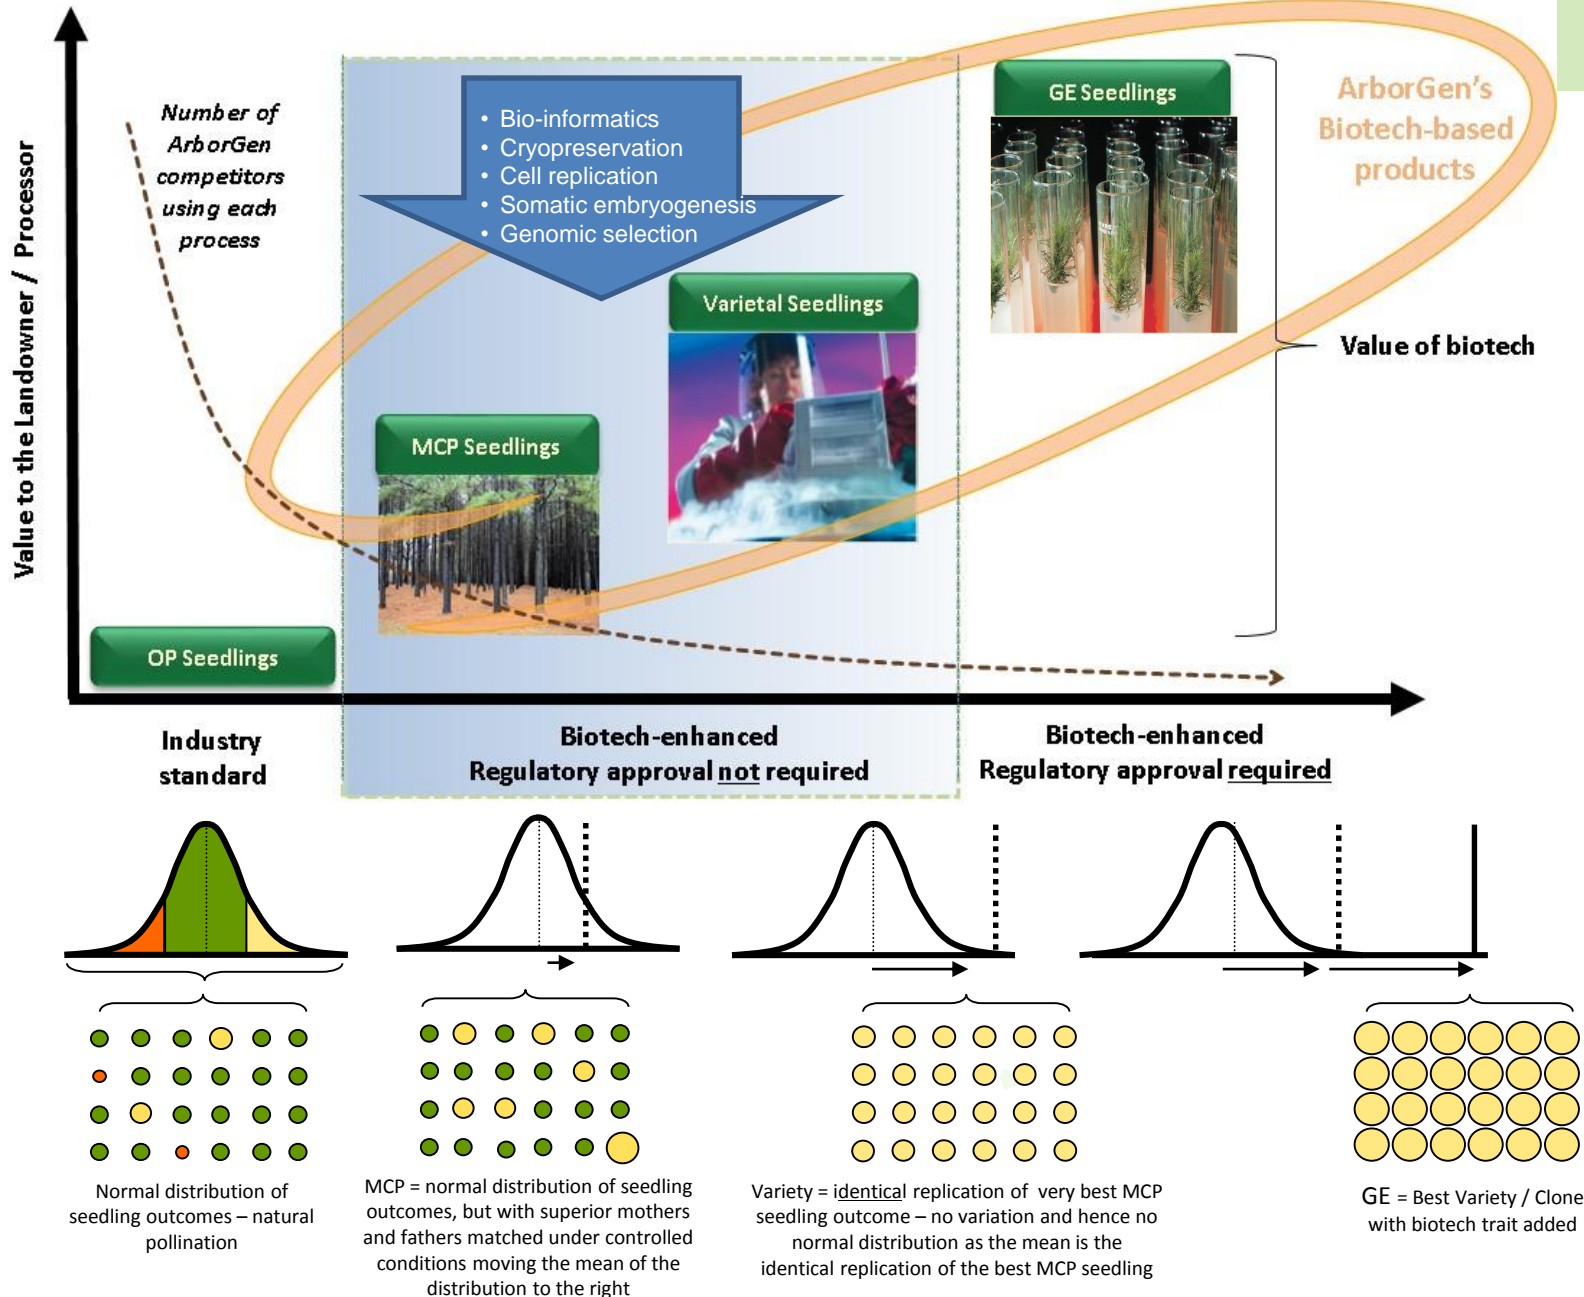 Value to the Landowner / Processor
Number of
ArborGen
competitors
using each
process
• Bio-informatics
• Cryopreservation
• Cell replication
• Somatic embryogenesis
• Genomic selection
GE Seedlings
ArborGen's
Biotech-based
products
Varietal Seedlings
Value of biotech
MCP Seedlings
OP Seedlings
Industry
standard
Biotech-enhanced
Regulatory approval not required
Biotech-enhanced
Regulatory approval required
Normal distribution of
seedling outcomes – natural
pollination
MCP = normal distribution of seedling
outcomes, but with superior mothers
and fathers matched under controlled
conditions moving the mean of the
distribution to the right
Variety = identical replication of very best MCP
seedling outcome – no variation and hence no
normal distribution as the mean is the
identical replication of the best MCP seedling
GE = Best Variety / Clone
with biotech trait added